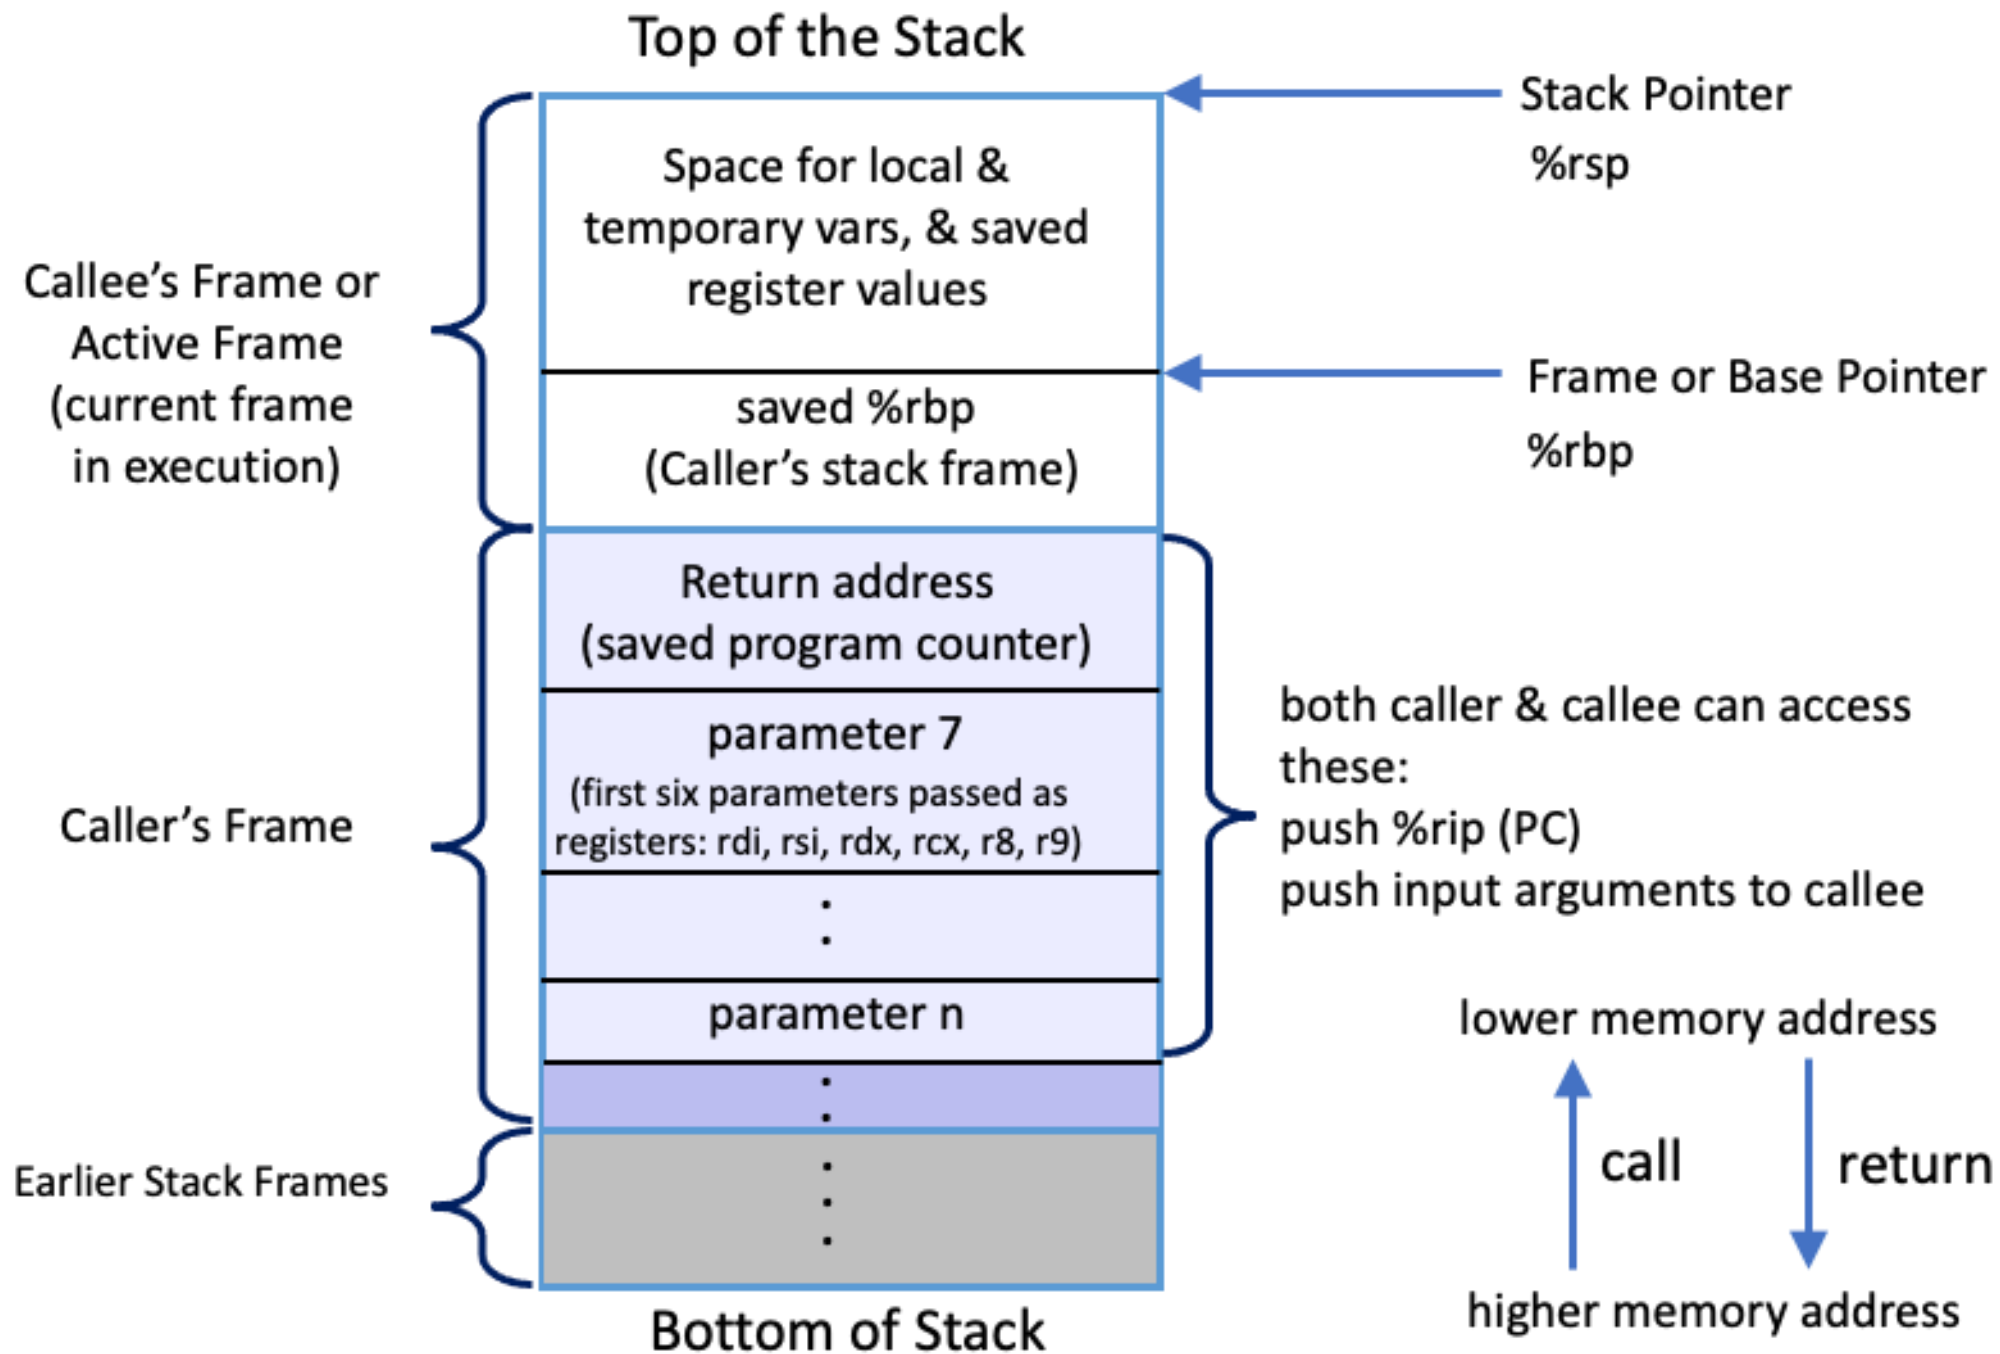 Top of the Stack
Stack Pointer
%rsp
Space for local &
temporary vars, & saved
register values
Callee’s Frame or
Active Frame
(current frame
in execution)
Frame or Base Pointer
%rbp
saved %rbp
(Caller’s stack frame)
Return address
(saved program counter)
parameter 7
(first six parameters passed as
registers: rdi, rsi, rdx, rcx, r8, r9)
:
parameter n
:
Caller’s Frame
both caller & callee can access
these:
push %rip (PC)
push input arguments to callee
Earlier Stack Frames
lower memory address
call
return
higher memory address
Bottom of Stack